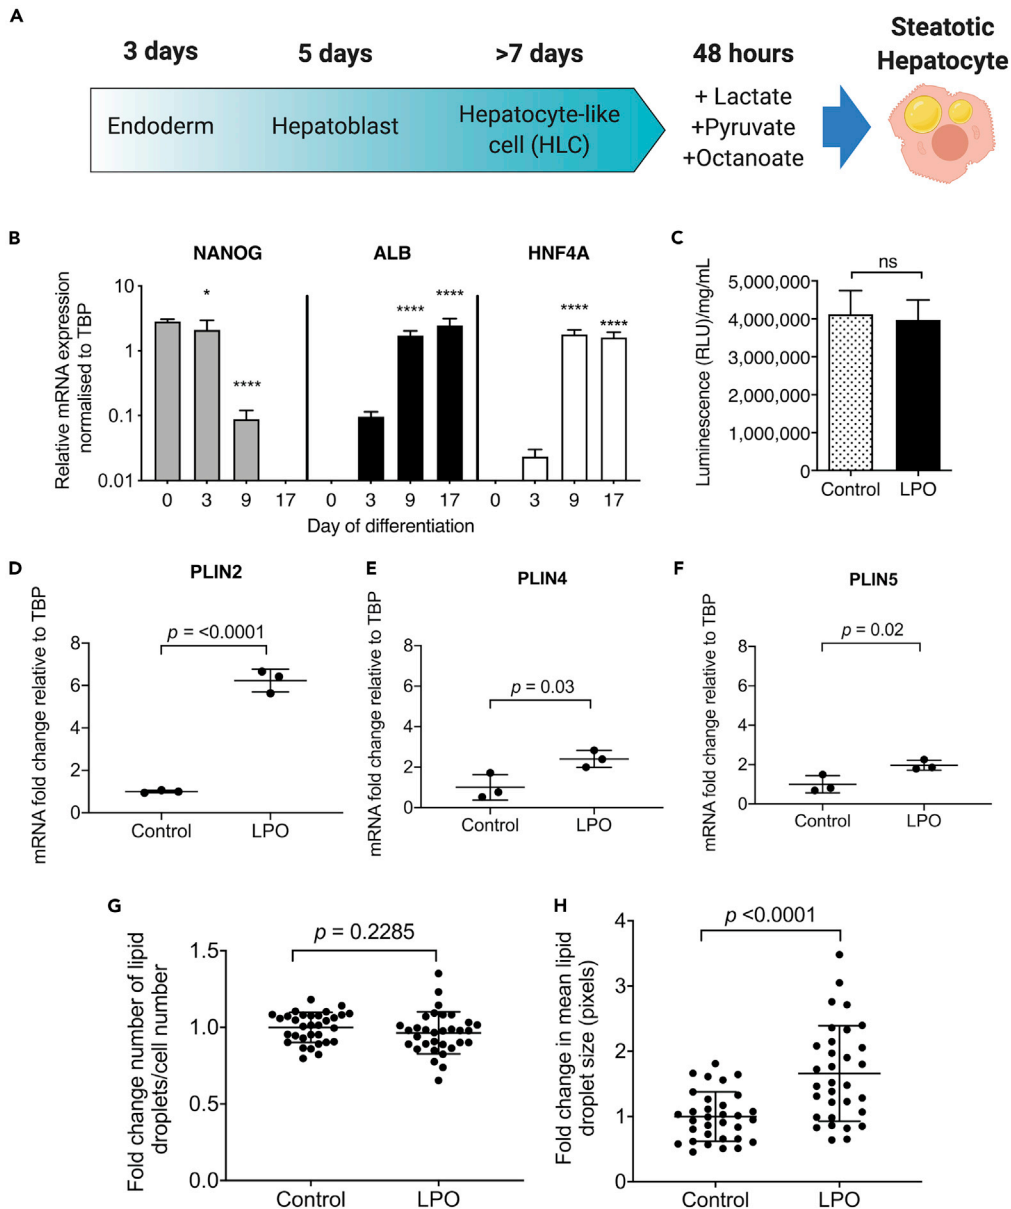 A
3 days
5 days
>7 days
48 hours
Steatotic
Hepatocyte
Endoderm
Hepatoblast
Hepatocyte-like
cell (HLC)
+ Lactate
+Pyruvate
+Octanoate
B
NANOG
ALB
HNF4A
Relative mRNA expression
normalised to TBP
10
1
0.1
0.01
*
****
****
****
****
****
0
3
9
17
0
3
9
17
0
3
9
17
Day of differentiation
C
ns
Luminescence (RLU)/mg/mL
5,000,000
4,000,000
3,000,000
2,000,000
1,000,000
0
Control
LPO
D
PLIN2
mRNA fold change relative to TBP
p = <0.0001
8
6
4
2
0
Control
LPO
E
PLIN4
mRNA fold change relative to TBP
p = 0.03
8
6
4
2
0
Control
LPO
F
PLIN5
mRNA fold change relative to TBP
p = 0.02
8
6
4
2
0
Control
LPO
G
Fold change number of lipid
droplets/cell number
p = 0.2285
1.5
1.0
0.5
0.0
Control
LPO
H
Fold change in mean lipid
droplet size (pixels)
p <0.0001
4
3
2
1
0
Control
LPO